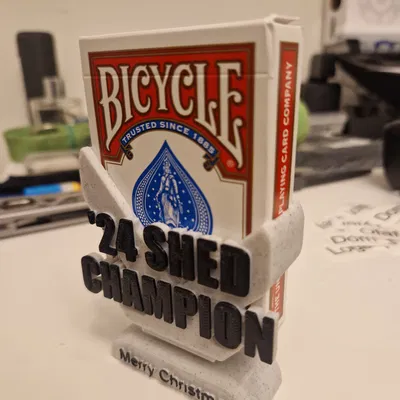 BICYCLE
®
TRUSTED SINCE 1885
PLAYING CARD COMPANY
"24 SHED
CHAMPION
Merry Christm